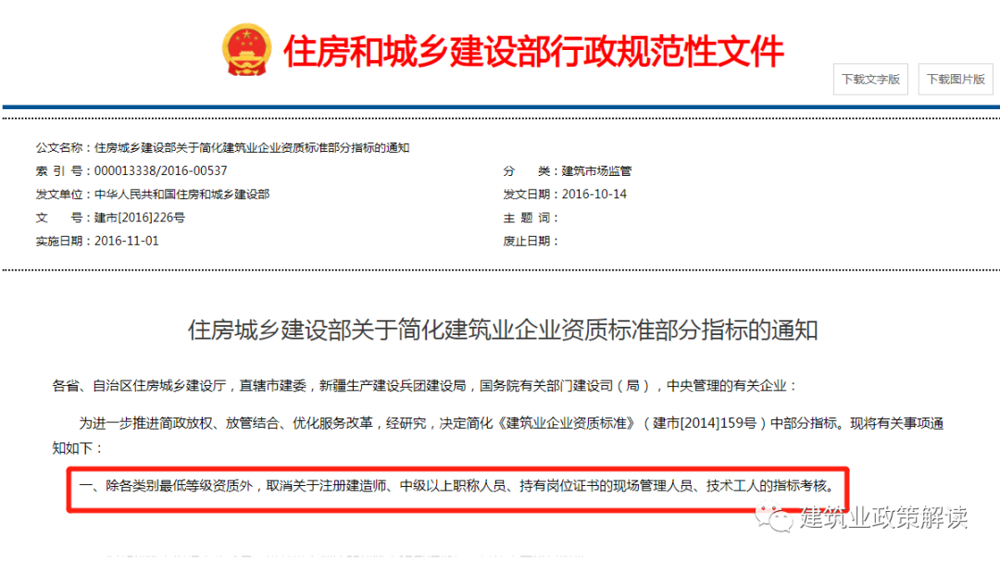 住房和城乡建设部行政规范性文件
下载文字版 下载图片版
公文名称：住房城乡建设部关于简化建筑业企业资质标准部分指标的通知
索 引 号：000013338/2016-00537 分 类：建筑市场监管
发文单位：中华人民共和国住房和城乡建设部 发文日期：2016-10-14
文 号：建市[2016]226号 主 题 词：
实施日期：2016-11-01 废止日期：
住房城乡建设部关于简化建筑业企业资质标准部分指标的通知
各省、自治区住房城乡建设厅，直辖市建委，新疆生产建设兵团建设局，国务院有关部门建设司（局），中央管理的有关企业：
为进一步推进简政放权、放管结合、优化服务改革，经研究，决定简化《建筑业企业资质标准》（建市[2014]159号）中部分指标。现将有关事项通
知如下：
一、除各类别最低等级资质外，取消关于注册建造师、中级以上职称人员、持有岗位证书的现场管理人员、技术工人的指标考核。
建筑业政策解读